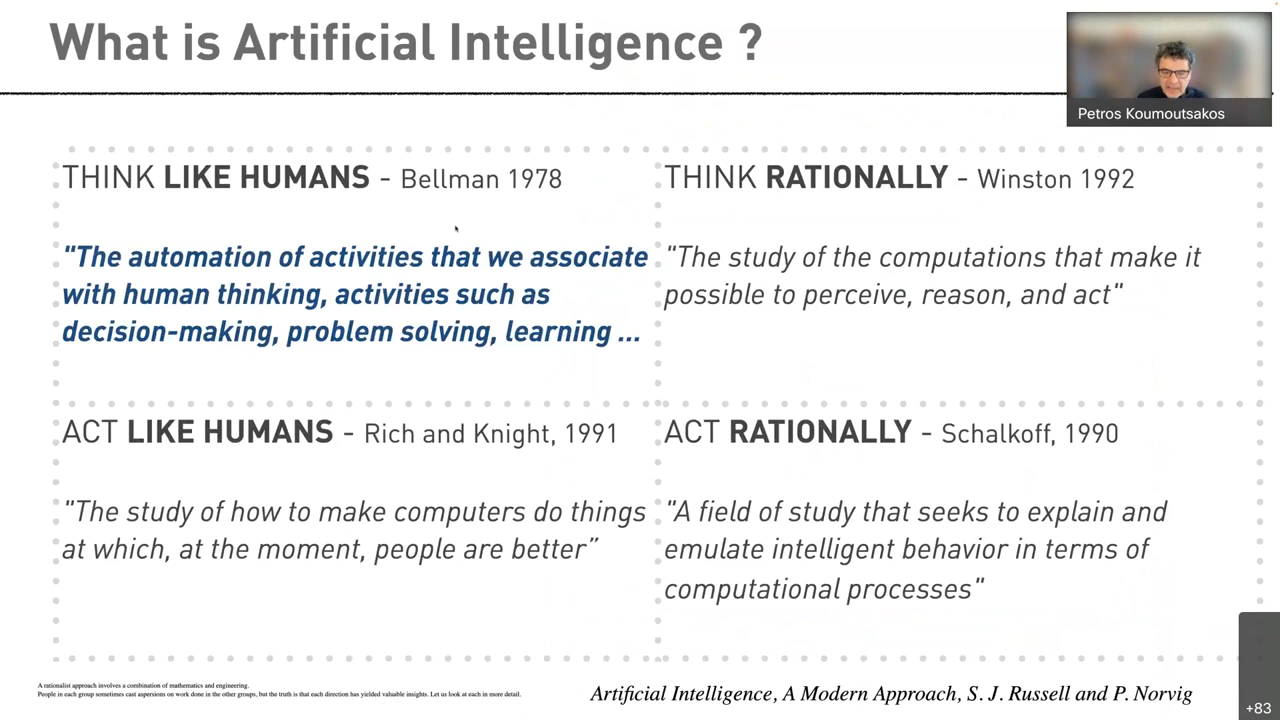 What is Artificial Intelligence ?
Petros Koumoutsakos
THINK LIKE HUMANS - Bellman 1978
"The automation of activities that we associate
with human thinking, activities such as
decision-making, problem solving, learning ...
THINK RATIONALLY - Winston 1992
"The study of the computations that make it
possible to perceive, reason, and act"
ACT LIKE HUMANS - Rich and Knight, 1991
"The study of how to make computers do things
at which, at the moment, people are better”
ACT RATIONALLY - Schalkoff, 1990
"A field of study that seeks to explain and
emulate intelligent behavior in terms of
computational processes"
A rationalist approach involves a combination of mathematics and engineering.
People in each group sometimes cast aspersions on work done in the other groups, but the truth is that each direction has yielded valuable insights. Let us look at each in more detail.
Artificial Intelligence, A Modern Approach, S. J. Russell and P. Norvig
+83